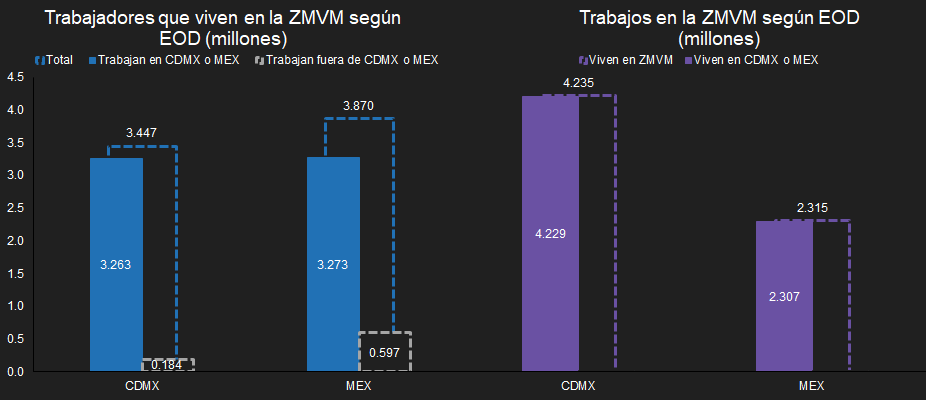 Trabajadores que viven en la ZMVM según
EOD (millones)
Total Trabajan en CDMX o MEX Trabajan fuera de CDMX o MEX
4.5
4.0
3.5
3.0
2.5
2.0
1.5
1.0
0.5
0.0
3.447
3.263
0.184
3.870
3.273
0.597
CDMX MEX
Trabajos en la ZMVM según EOD
(millones)
Viven en ZMVM Viven en CDMX o MEX
4.235
4.229
2.315
2.307
CDMX MEX